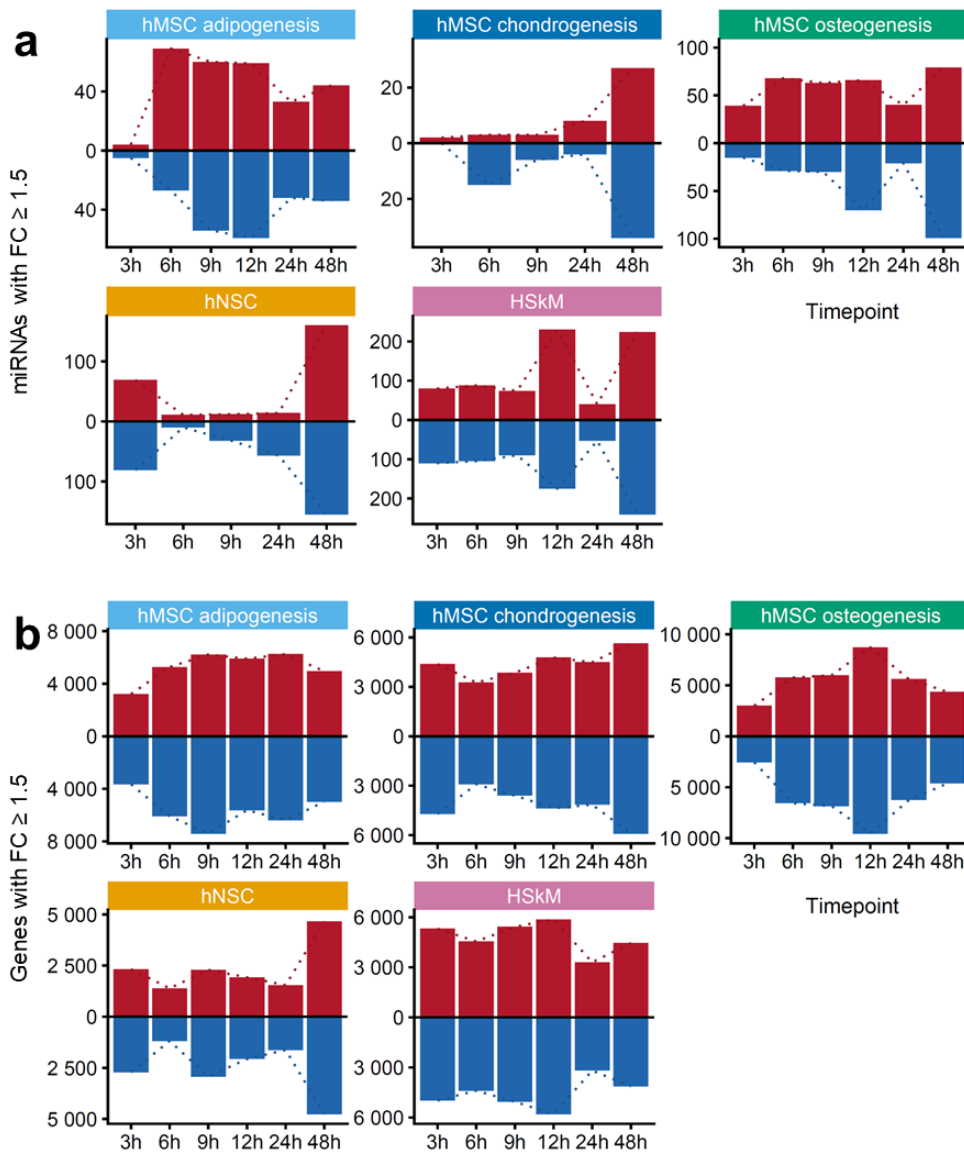 a
miRNAs with FC ≥ 1.5
hMSC adipogenesis
40
0
40
3h 6h 9h 12h 24h 48h
hMSC chondrogenesis
20
0
20
3h 6h 9h 24h 48h
hMSC osteogenesis
100
50
0
50
100
3h 6h 9h 12h 24h 48h
hNSC
100
0
100
3h 6h 9h 24h 48h
HSkM
200
100
0
100
200
3h 6h 9h 12h 24h 48h
Timepoint
b
Genes with FC ≥ 1.5
hMSC adipogenesis
8 000
4 000
0
4 000
8 000
3h 6h 9h 12h 24h 48h
hMSC chondrogenesis
6 000
3 000
0
3 000
6 000
3h 6h 9h 12h 24h 48h
hMSC osteogenesis
10 000
5 000
0
5 000
10 000
3h 6h 9h 12h 24h 48h
hNSC
5 000
2 500
0
2 500
5 000
3h 6h 9h 12h 24h 48h
HSkM
6 000
3 000
0
3 000
6 000
3h 6h 9h 12h 24h 48h
Timepoint